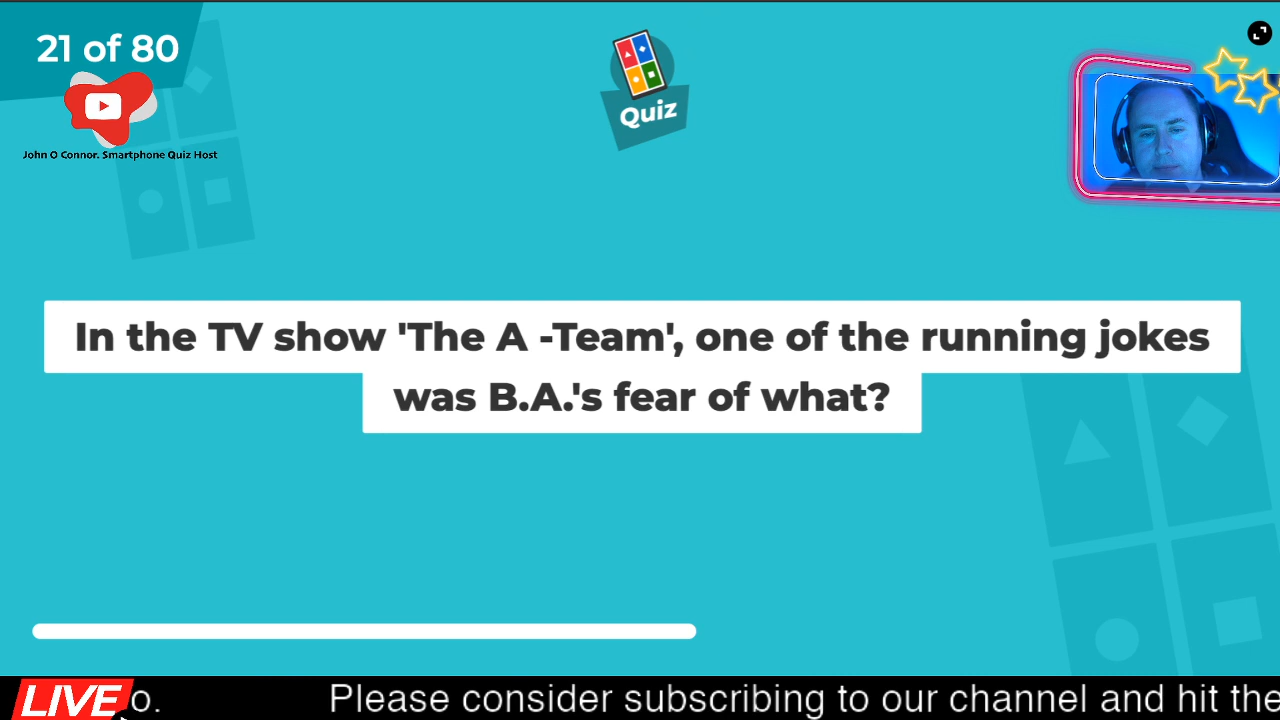 21 of 80
John O Connor. Smartphone Quiz Host
Quiz
In the TV show 'The A -Team', one of the running jokes
was B.A.'s fear of what?
LIVE o. Please consider subscribing to our channel and hit the